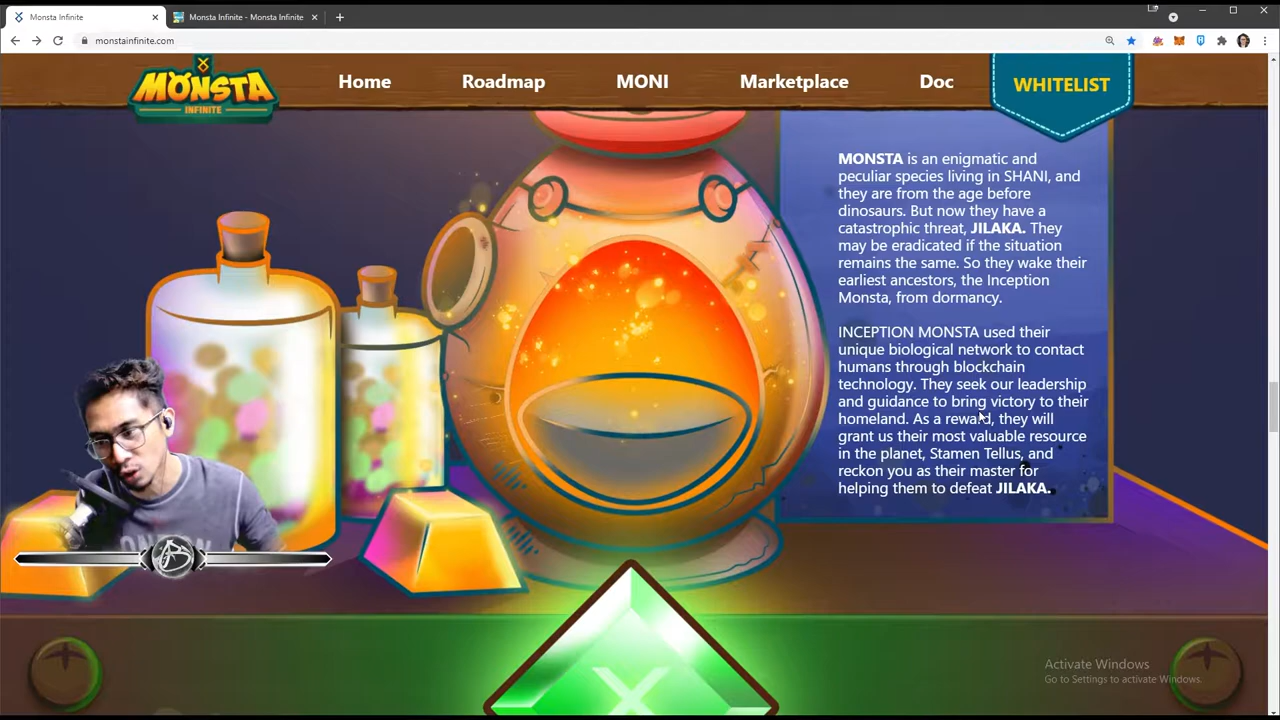 Monsta Infinite
Monsta Infinite - Monsta Infinite
monstainfinite.com
MONSTA
INFINITE
Home
Roadmap
MONI
Marketplace
Doc
WHITELIST
MONSTA is an enigmatic and
peculiar species living in SHANI, and
they are from the age before
dinosaurs. But now they have a
catastrophic threat, JILAKA. They
may be eradicated if the situation
remains the same. So they wake their
earliest ancestors, the Inception
Monsta, from dormancy.
INCEPTION MONSTA used their
unique biological network to contact
humans through blockchain
technology. They seek our leadership
and guidance to bring victory to their
homeland. As a reward, they will
grant us their most valuable resource
in the planet, Stamen Tellus, and
reckon you as their master for
helping them to defeat JILAKA.
Activate Windows
Go to Settings to activate Windows.